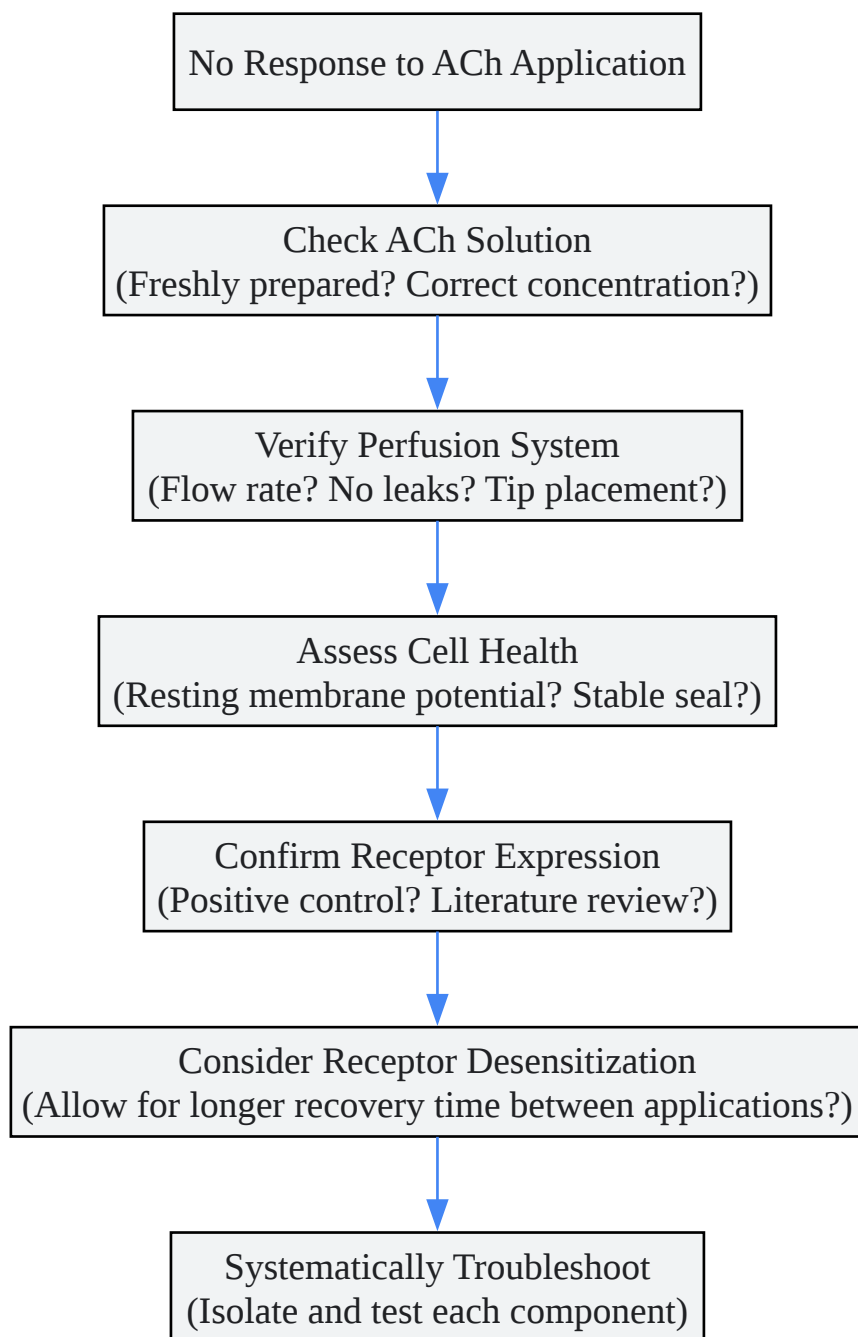 No Response to ACh Application
Check ACh Solution
(Freshly prepared? Correct concentration?)
Verify Perfusion System
(Flow rate? No leaks? Tip placement?)
Assess Cell Health
(Resting membrane potential? Stable seal?)
Confirm Receptor Expression
(Positive control? Literature review?)
Consider Receptor Desensitization
(Allow for longer recovery time between applications?)
Systematically Troubleshoot
(Isolate and test each component)